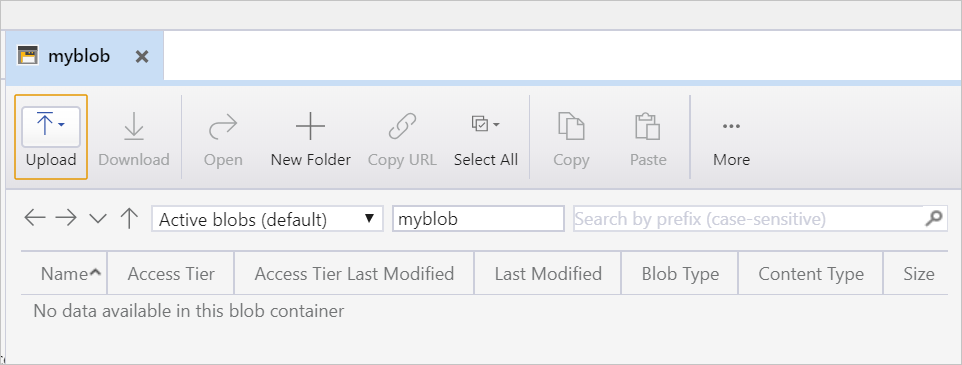 myblob
Upload Download Open New Folder Copy URL Select All Copy Paste More
Active blobs (default) myblob Search by prefix (case-sensitive)
Name Access Tier Access Tier Last Modified Last Modified Blob Type Content Type Size
No data available in this blob container